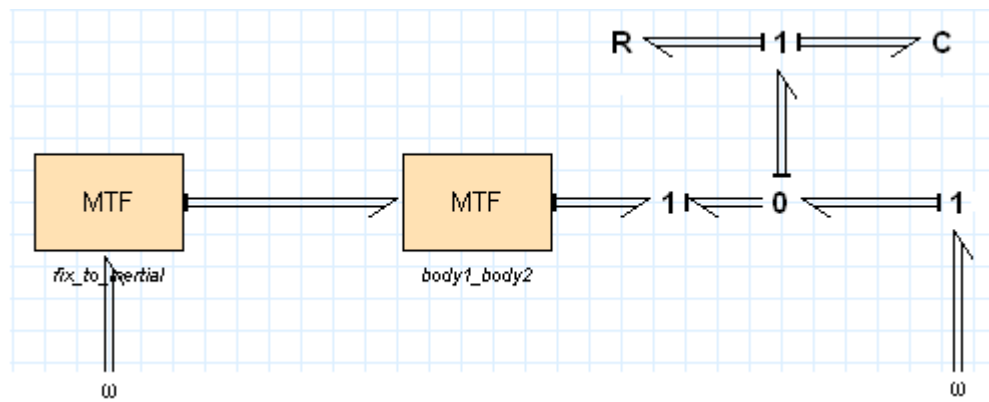 R 1 C
MTF MTF 1 0 1
fix_to_inertial body1_body2
ω ω